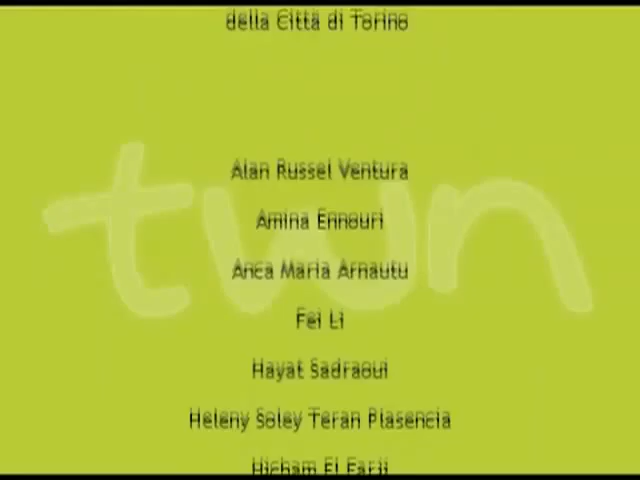 della Città di Torino
Alan Russel Ventura
Amina Ennouri
twn
Anca Maria Arnautu
Fei Li
Hayat Sadraoui
Heleny Soley Teran Plasencia
Hicham El Farji